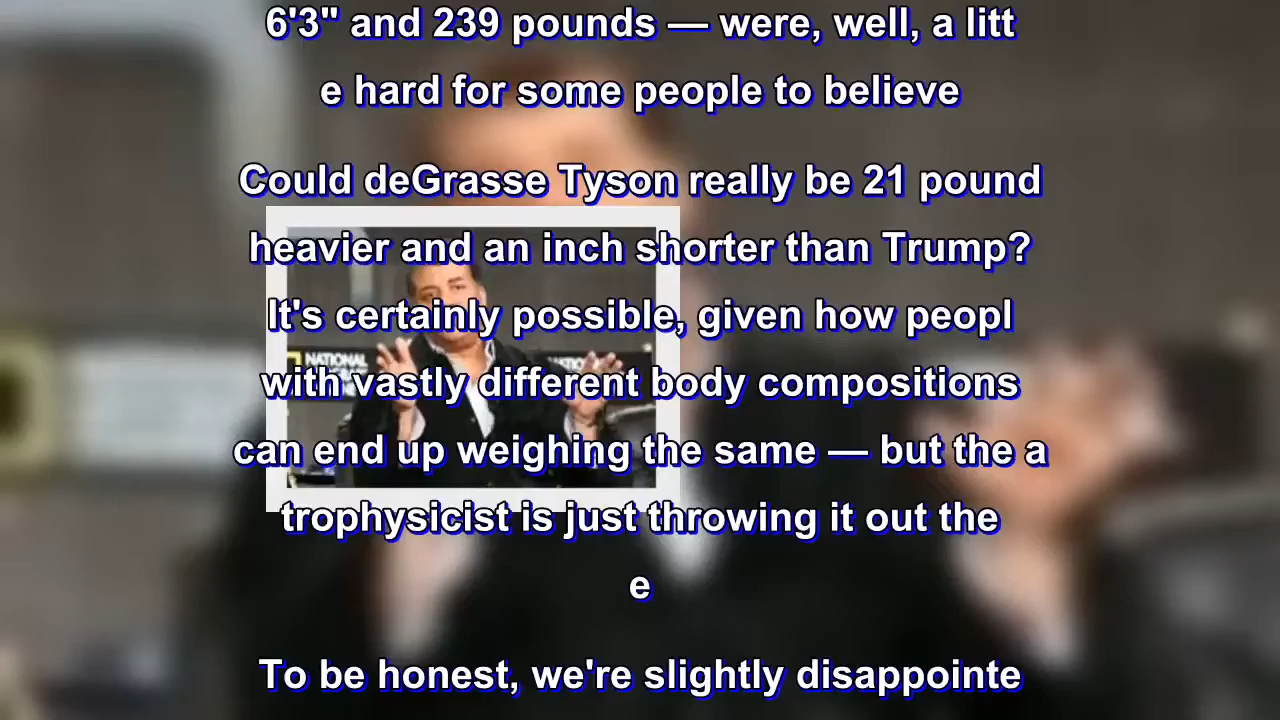 6'3" and 239 pounds — were, well, a litt
e hard for some people to believe
Could deGrasse Tyson really be 21 pound
heavier and an inch shorter than Trump?
It's certainly possible, given how peopl
with vastly different body compositions
can end up weighing the same — but the a
trophysicist is just throwing it out the
e
To be honest, we're slightly disappointe
NATIONAL